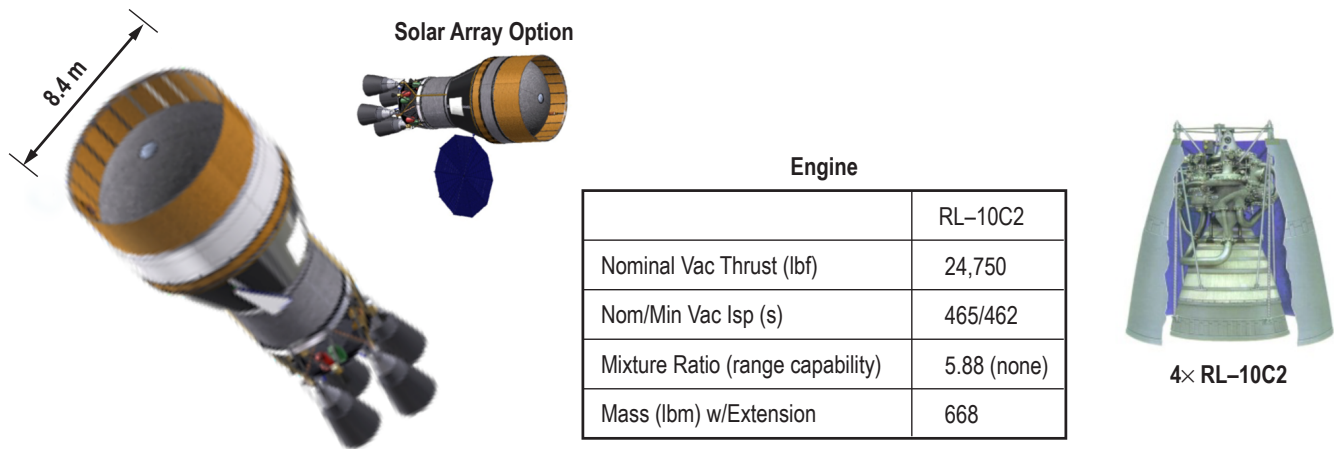 8.4 m
Solar Array Option
Engine
RL–10C2
Nominal Vac Thrust (lbf) 24,750
Nom/Min Vac Isp (s) 465/462
Mixture Ratio (range capability) 5.88 (none)
Mass (lbm) w/Extension 668
4× RL–10C2